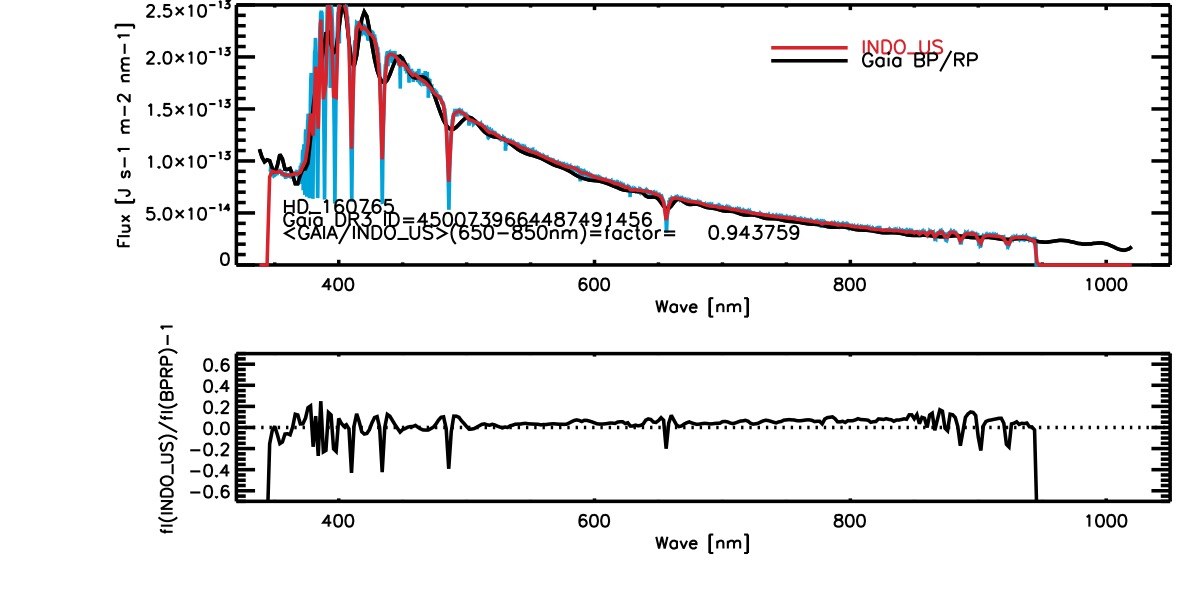 2.5×10−13
2.0×10−13
1.5×10−13
1.0×10−13
5.0×10−14
0
Flux [J s−1 m−2 nm−1]
INDO_US
Gaia BP/RP
HD_160765
Gaia DR3 ID=4500739664487491456
<GAIA/INDO_US>(650−850nm)=factor= 0.943759
400 600 800 1000
Wave [nm]
0.6
0.4
0.2
0.0
−0.2
−0.4
−0.6
fl(INDO_US)/fl(BPRP)−1
400 600 800 1000
Wave [nm]